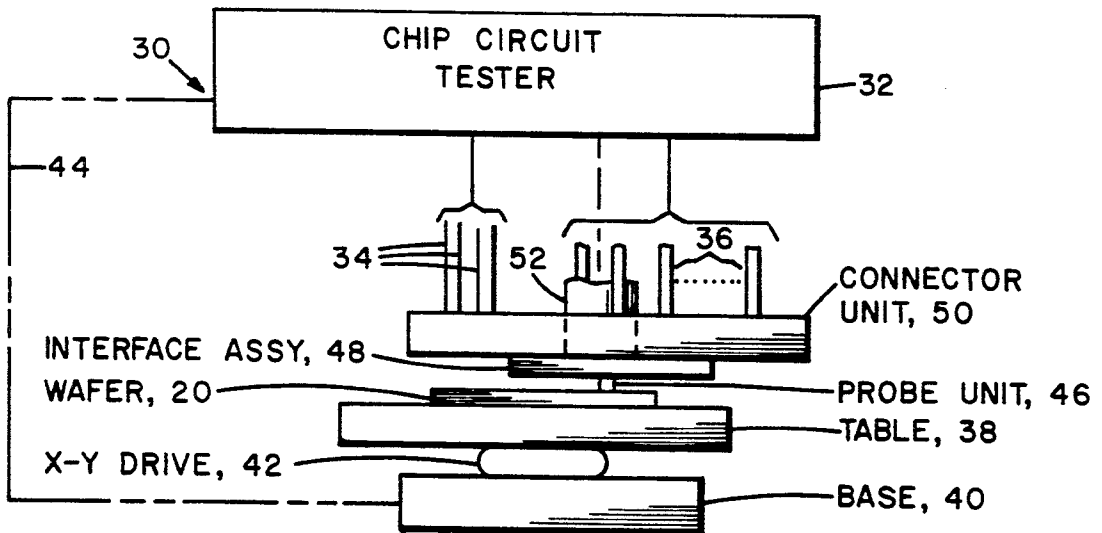 CHIP CIRCUIT
TESTER
30
32
44
34
36
52
CONNECTOR
UNIT, 50
INTERFACE ASSY, 48
WAFER, 20
PROBE UNIT, 46
TABLE, 38
X-Y DRIVE, 42
BASE, 40